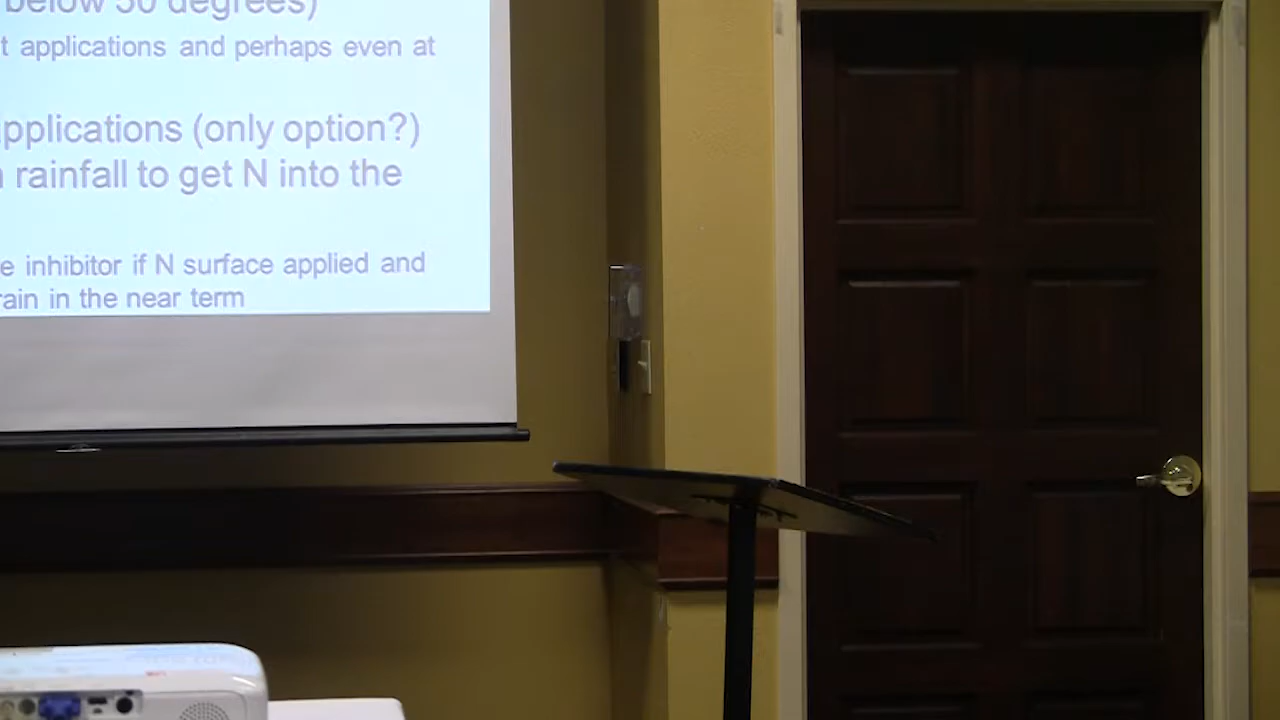 below 50 degrees)
applications and perhaps even at
applications (only option?)
rainfall to get N into the
inhibitor if N surface applied and
rain in the near term